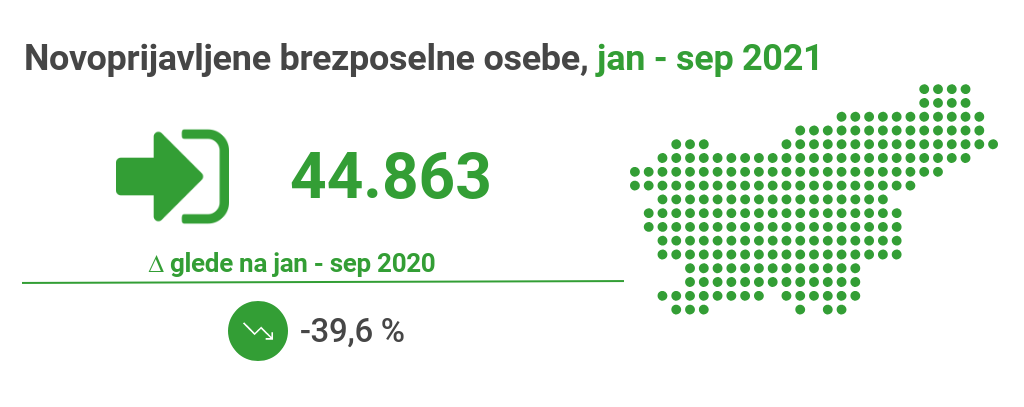 Novoprijavljene brezposelne osebe, jan - sep 2021
44.863
Δ glede na jan - sep 2020
-39,6 %